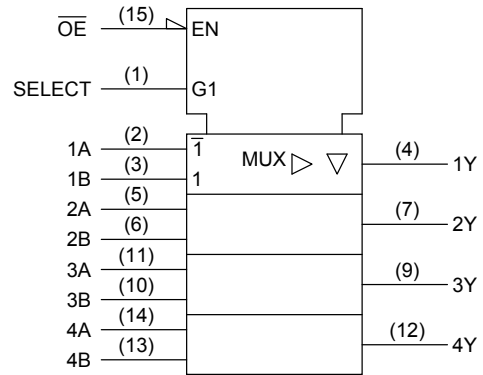 O̅E̅ (15) EN
SELECT (1) G1
1A (2) 1̅ MUX (4) 1Y
1B (3) 1
2A (5) (7) 2Y
2B (6)
3A (11) (9) 3Y
3B (10)
4A (14) (12) 4Y
4B (13)